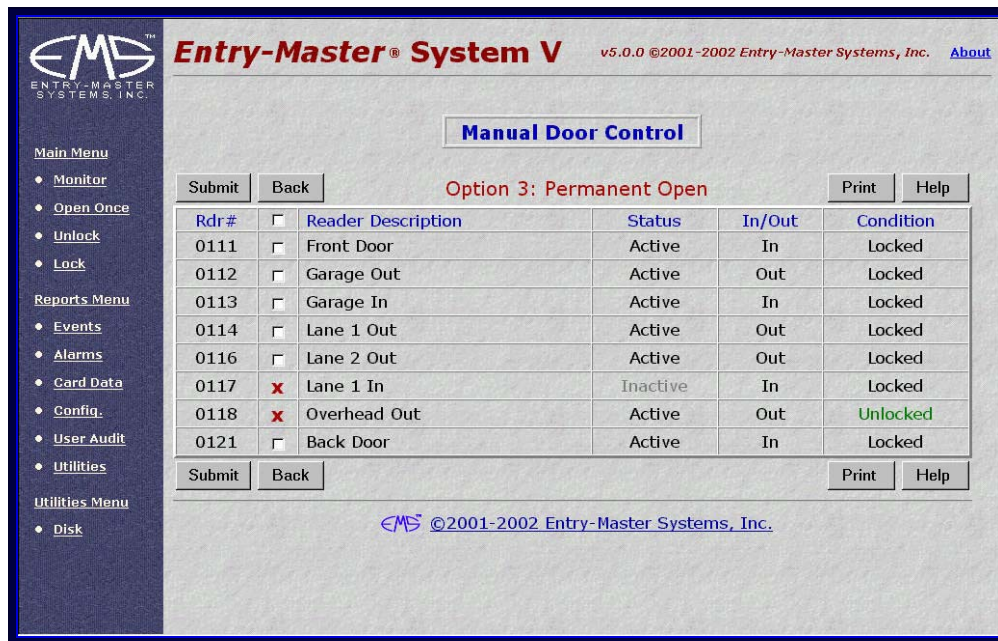 EMS™
ENTRY-MASTER
SYSTEMS, INC.
Entry-Master® System V v5.0.0 ©2001-2002 Entry-Master Systems, Inc. About
Manual Door Control
Main Menu
Monitor
Open Once
Unlock
Lock
Reports Menu
Events
Alarms
Card Data
Config.
User Audit
Utilities
Utilities Menu
Disk
Submit Back Option 3: Permanent Open Print Help
Rdr# Reader Description Status In/Out Condition
0111 Front Door Active In Locked
0112 Garage Out Active Out Locked
0113 Garage In Active In Locked
0114 Lane 1 Out Active Out Locked
0116 Lane 2 Out Active Out Locked
0117 x Lane 1 In Inactive In Locked
0118 x Overhead Out Active Out Unlocked
0121 Back Door Active In Locked
Submit Back Print Help
EMS ©2001-2002 Entry-Master Systems, Inc.